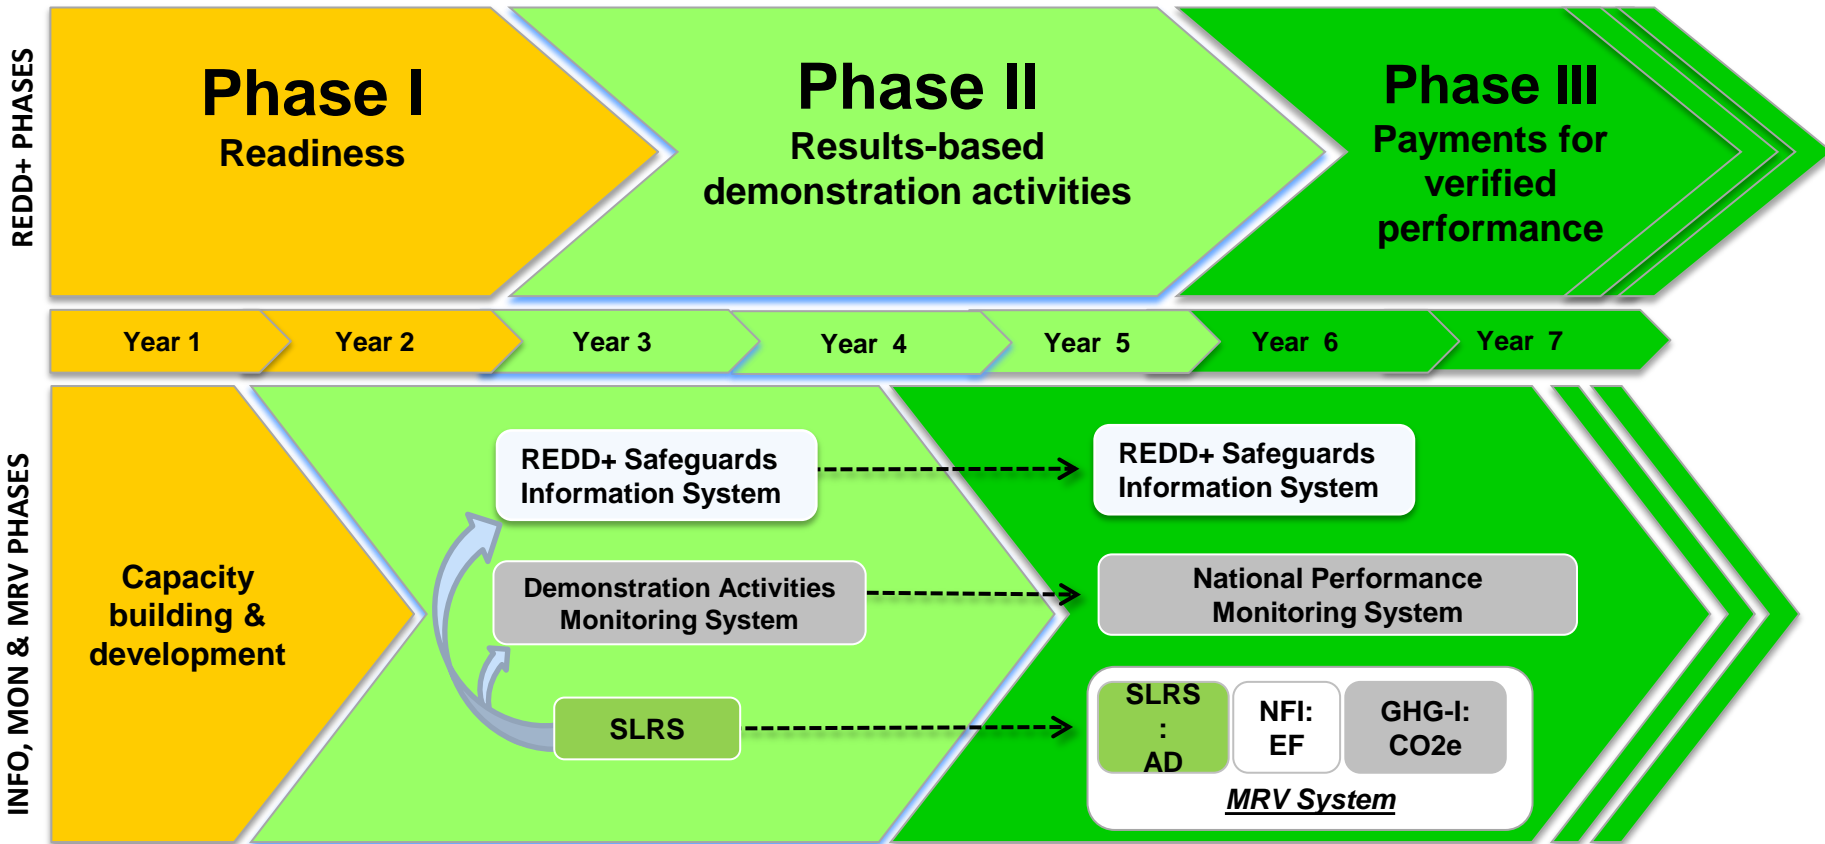 REDD+ PHASES
Phase I
Readiness
Phase II
Results-based
demonstration activities
Phase III
Payments for
verified
performance
Year 1
Year 2
Year 3
Year 4
Year 5
Year 6
Year 7
INFO, MON & MRV PHASES
Capacity
building &
development
REDD+ Safeguards
Information System
Demonstration Activities
Monitoring System
SLRS
REDD+ Safeguards
Information System
National Performance
Monitoring System
SLRS
:
AD
NFI:
EF
GHG-I:
CO2e
MRV System